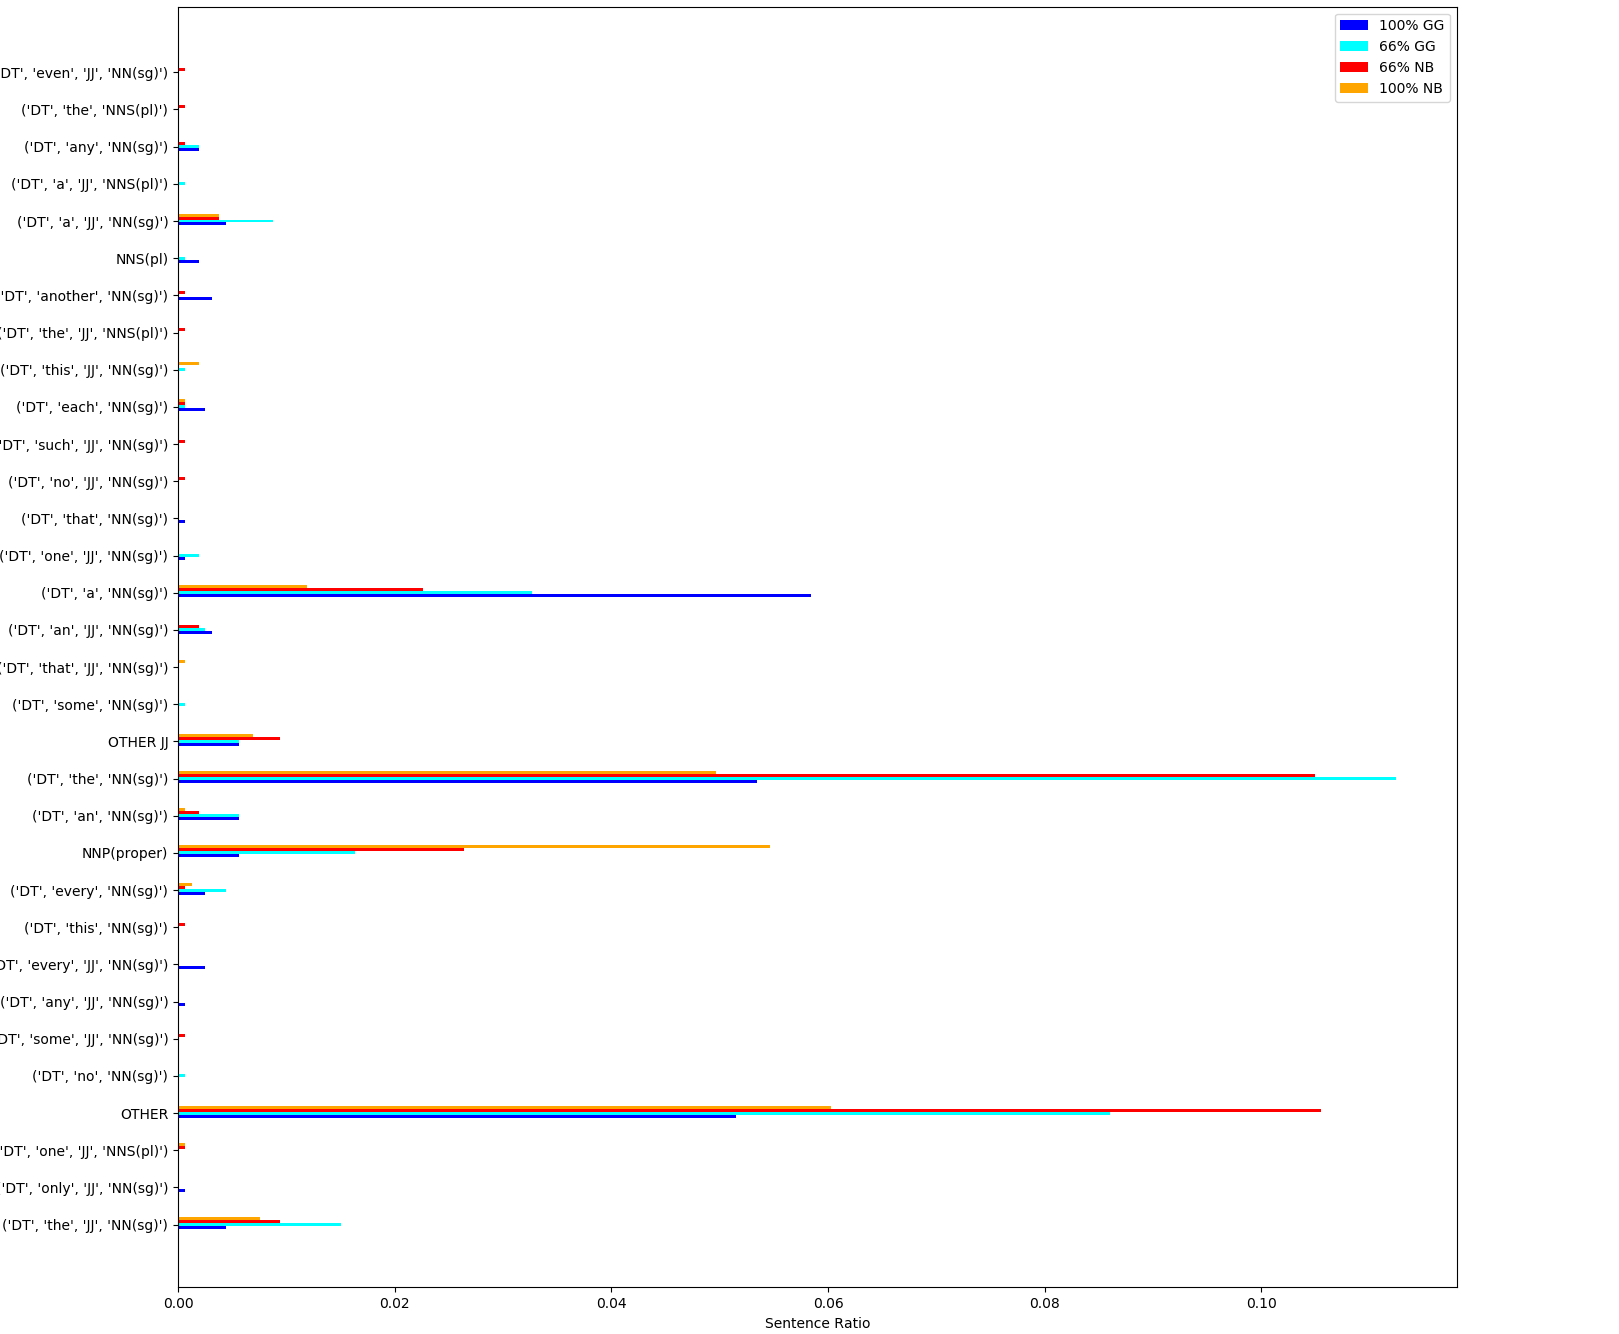 100% GG
66% GG
66% NB
100% NB
DT', 'even', 'JJ', 'NN(sg)')
('DT', 'the', 'NNS(pl)')
('DT', 'any', 'NN(sg)')
('DT', 'a', 'JJ', 'NNS(pl)')
('DT', 'a', 'JJ', 'NN(sg)')
NNS(pl)
'DT', 'another', 'NN(sg)')
('DT', 'the', 'JJ', 'NNS(pl)')
('DT', 'this', 'JJ', 'NN(sg)')
('DT', 'each', 'NN(sg)')
'DT', 'such', 'JJ', 'NN(sg)')
('DT', 'no', 'JJ', 'NN(sg)')
('DT', 'that', 'NN(sg)')
('DT', 'one', 'JJ', 'NN(sg)')
('DT', 'a', 'NN(sg)')
('DT', 'an', 'JJ', 'NN(sg)')
('DT', 'that', 'JJ', 'NN(sg)')
('DT', 'some', 'NN(sg)')
OTHER JJ
('DT', 'the', 'NN(sg)')
('DT', 'an', 'NN(sg)')
NNP(proper)
('DT', 'every', 'NN(sg)')
('DT', 'this', 'NN(sg)')
DT', 'every', 'JJ', 'NN(sg)')
('DT', 'any', 'JJ', 'NN(sg)')
DT', 'some', 'JJ', 'NN(sg)')
('DT', 'no', 'NN(sg)')
OTHER
'DT', 'one', 'JJ', 'NNS(pl)')
'DT', 'only', 'JJ', 'NN(sg)')
('DT', 'the', 'JJ', 'NN(sg)')
0.00 0.02 0.04 0.06 0.08 0.10
Sentence Ratio